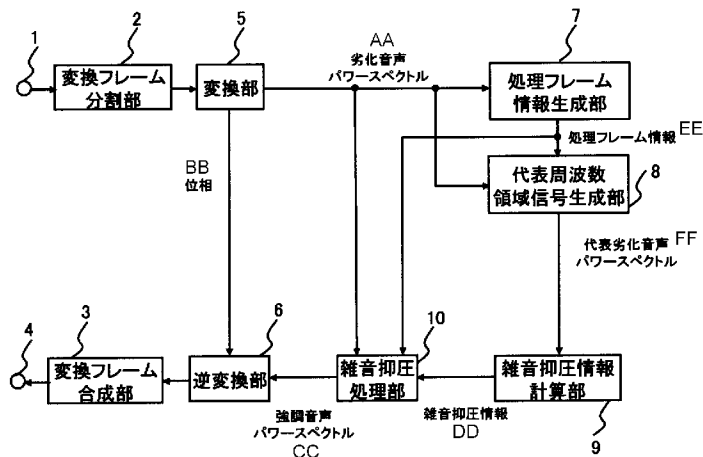 1
2
変換フレーム
分割部
5
変換部
AA
劣化音声
パワースペクトル
7
処理フレーム
情報生成部
処理フレーム情報 EE
BB
位相
代表周波数
領域信号生成部
8
代表劣化音声 FF
パワースペクトル
4
3
変換フレーム
合成部
6
逆変換部
10
雑音抑圧
処理部
雑音抑圧情報
計算部
9
強調音声
パワースペクトル
CC
雑音抑圧情報
DD